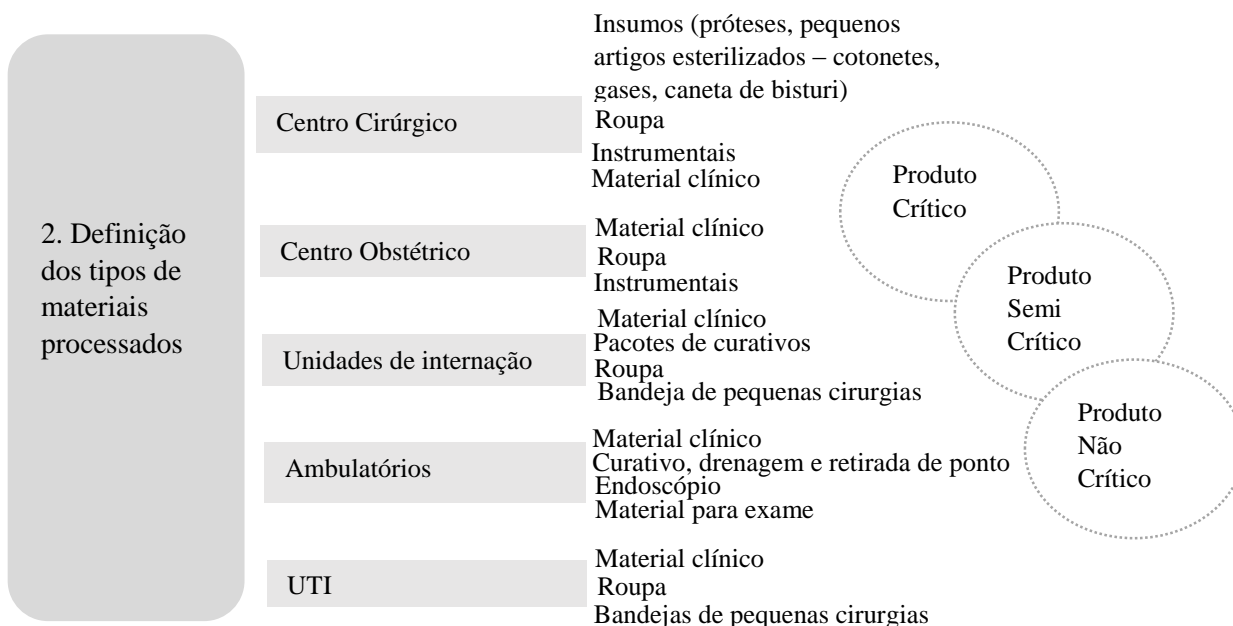 2. Definição
dos tipos de
materiais
processados
Centro Cirúrgico
Insumos (próteses, pequenos
artigos esterilizados – cotonetes,
gases, caneta de bisturi)
Roupa
Instrumentais
Material clínico
Centro Obstétrico
Material clínico
Roupa
Instrumentais
Unidades de internação
Material clínico
Pacotes de curativos
Roupa
Bandeja de pequenas cirurgias
Ambulatórios
Material clínico
Curativo, drenagem e retirada de ponto
Endoscópio
Material para exame
UTI
Material clínico
Roupa
Bandejas de pequenas cirurgias
Produto
Crítico
Produto
Semi
Crítico
Produto
Não
Crítico